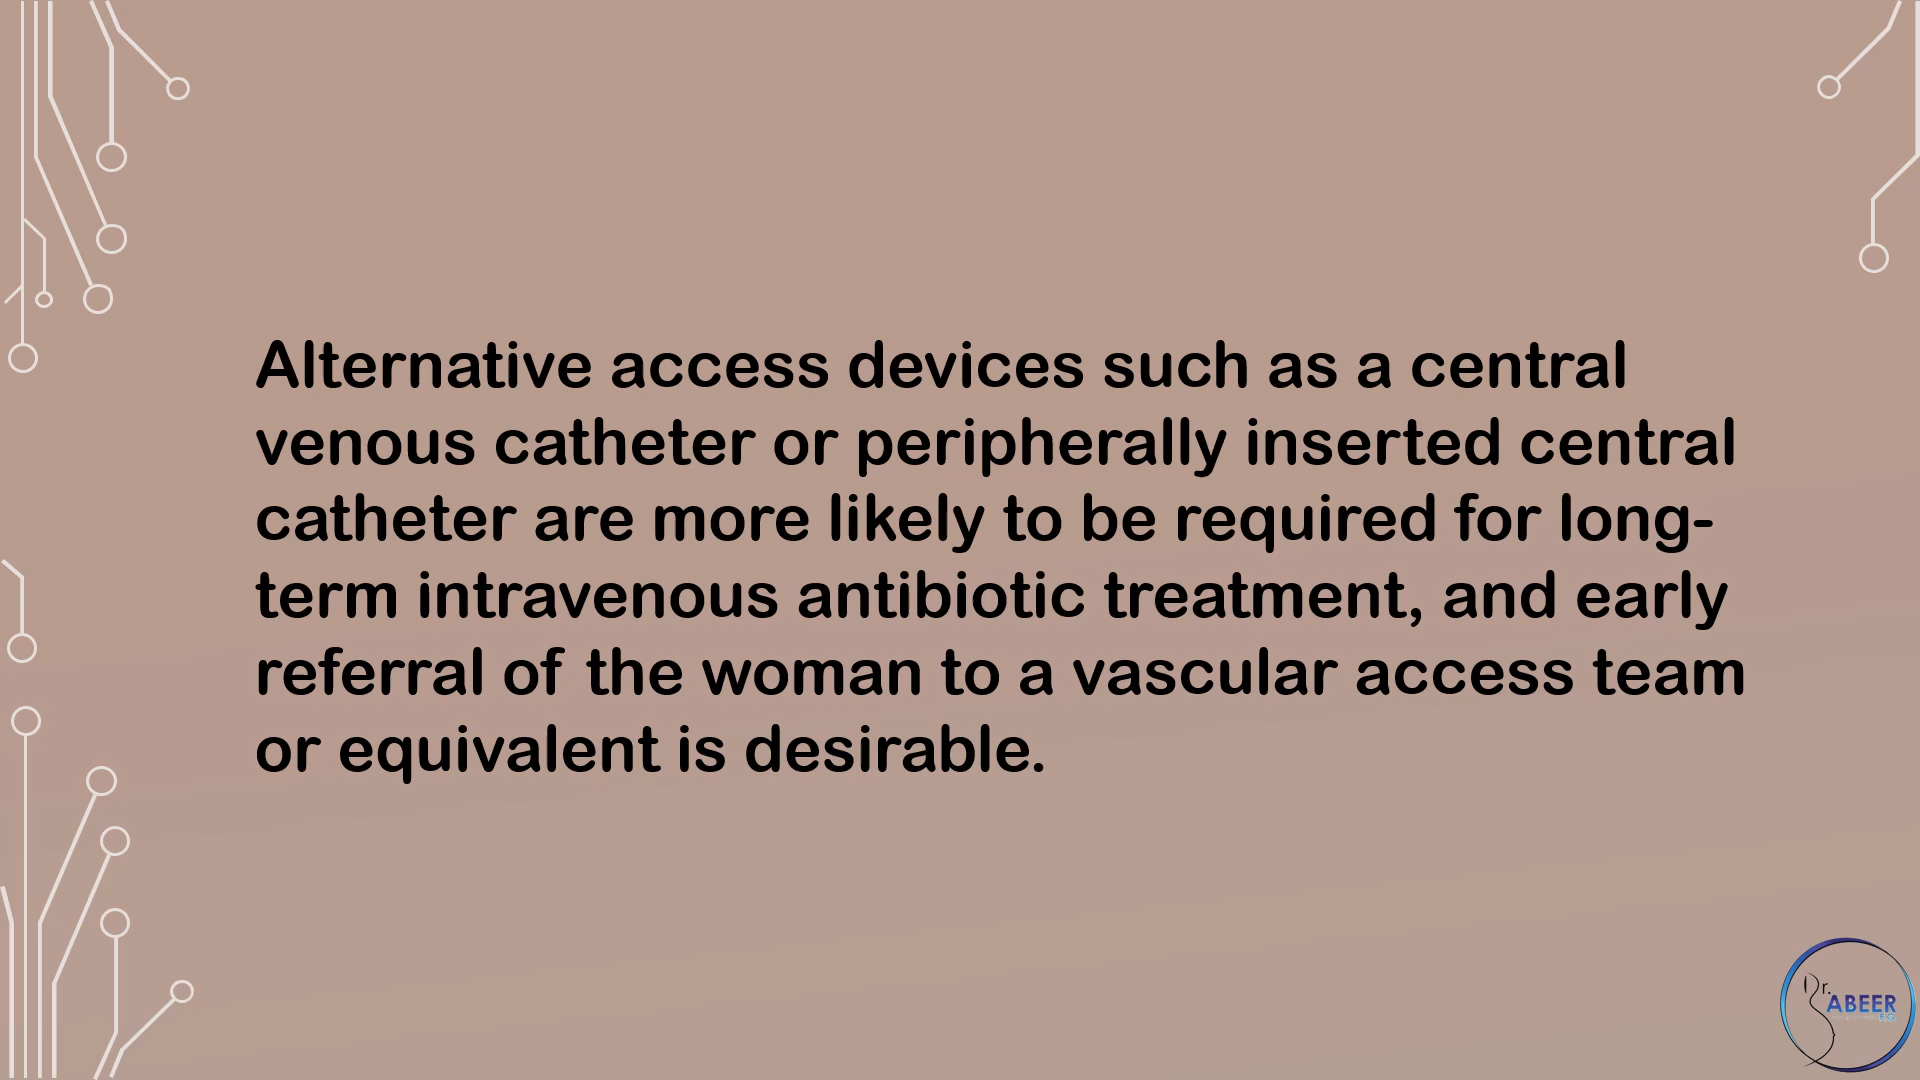 Alternative access devices such as a central
venous catheter or peripherally inserted central
catheter are more likely to be required for long-
term intravenous antibiotic treatment, and early
referral of the woman to a vascular access team
or equivalent is desirable.
Dr.
ABEER
F.G.